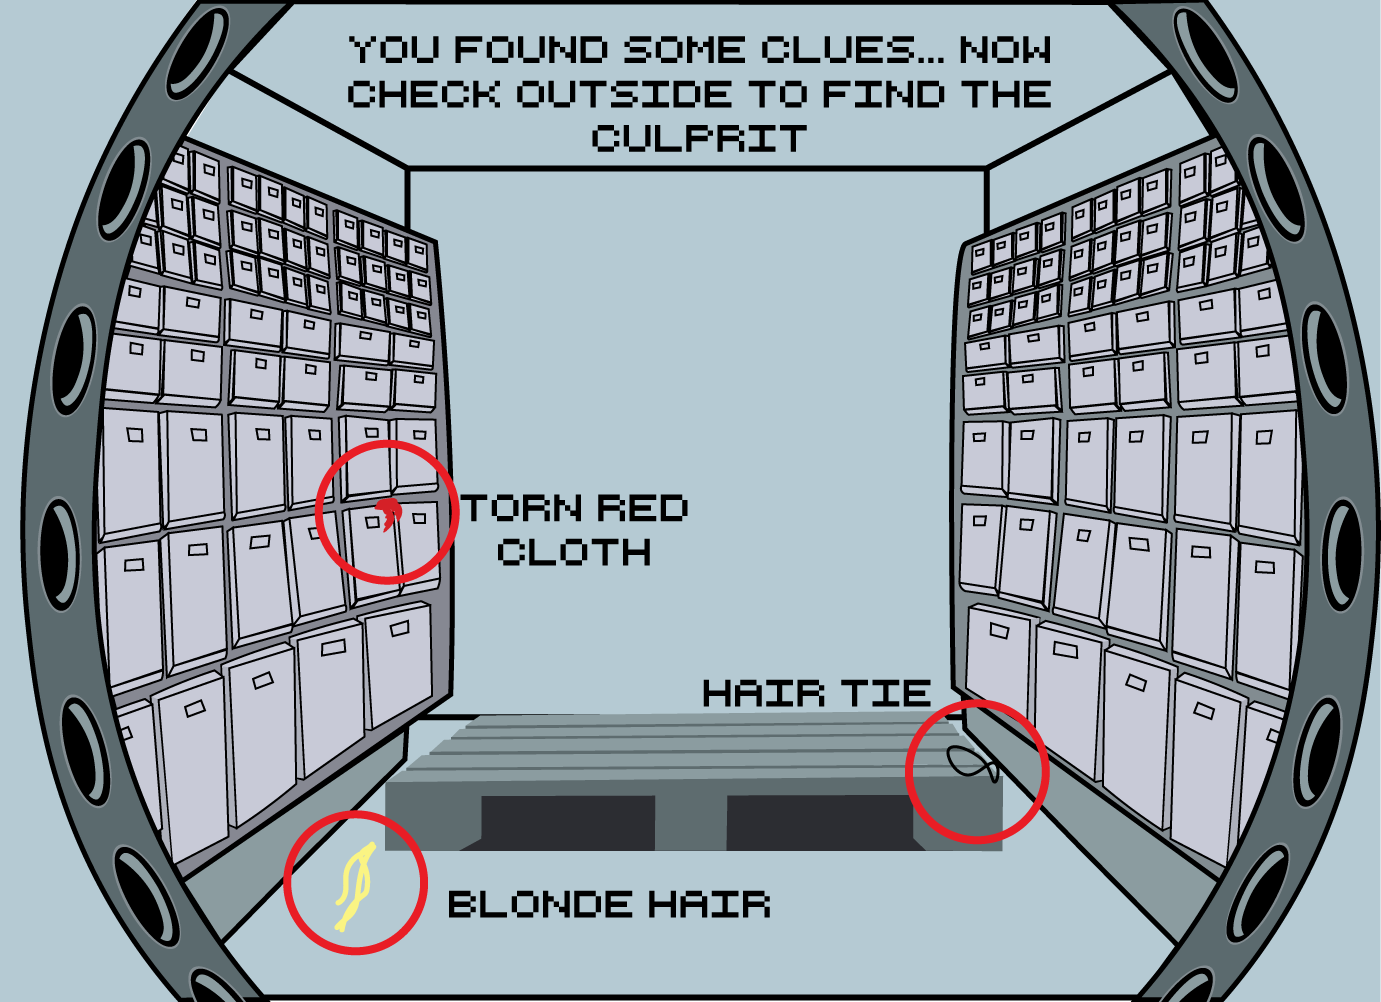 YOU FOUND SOME CLUES... NOW
CHECK OUTSIDE TO FIND THE
CULPRIT
TORN RED
CLOTH
HAIR TIE
BLONDE HAIR